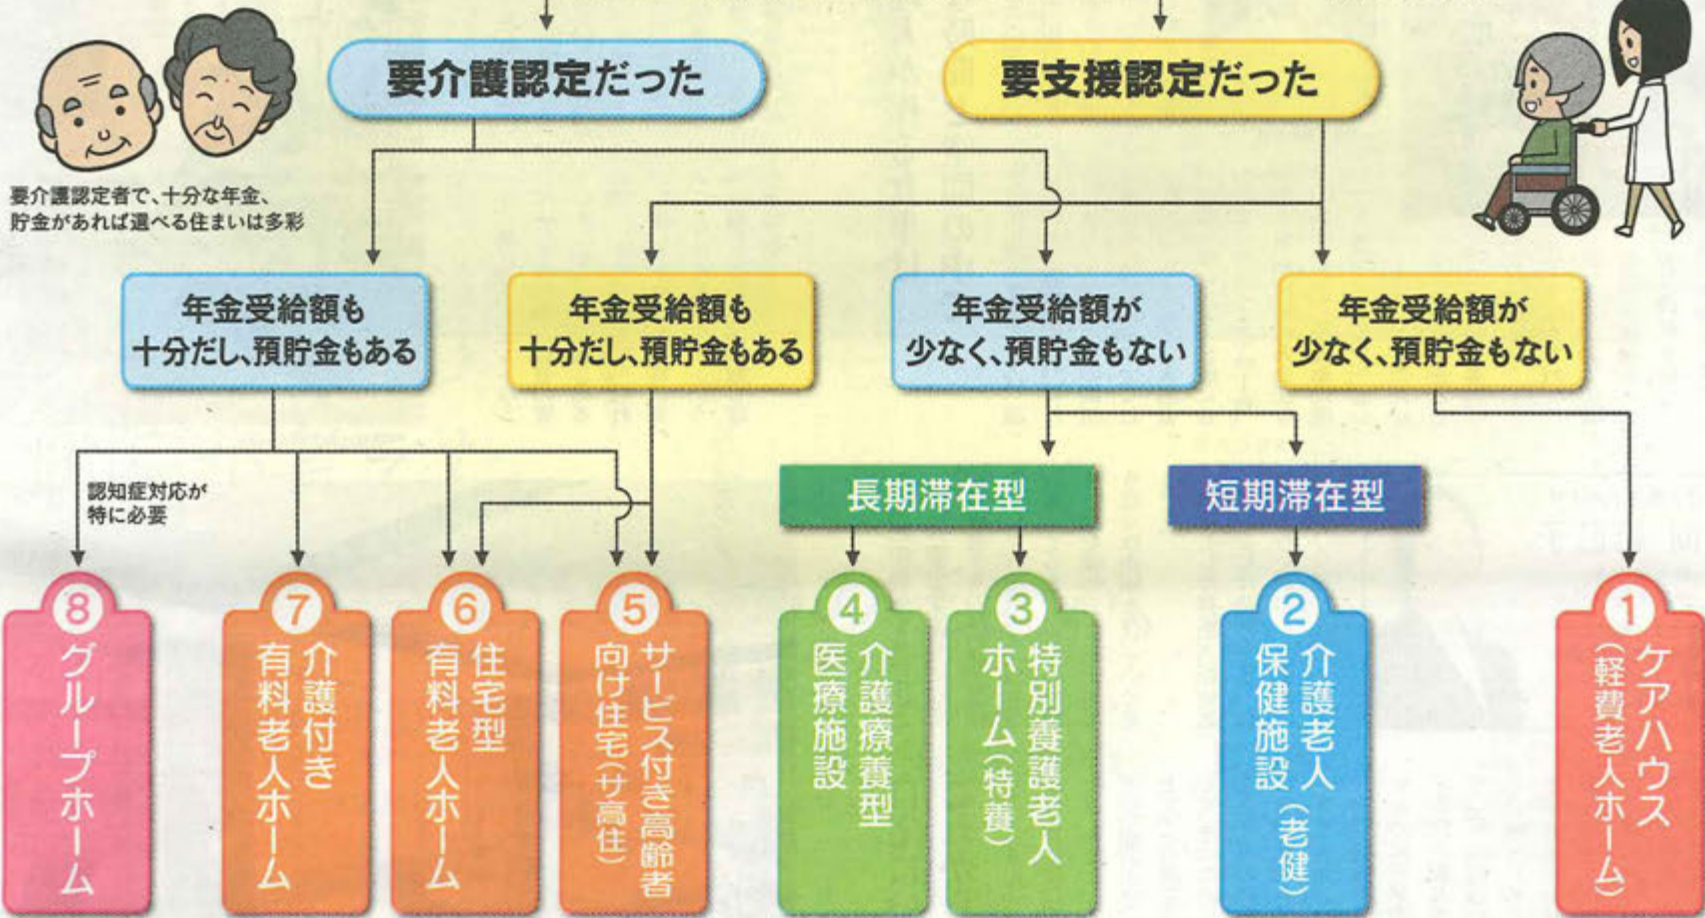 要介護認定だった
要支援認定だった
要介護認定者で、十分な年金、
貯金があれば選べる住まいは多彩
年金受給額も
十分だし、預貯金もある
年金受給額も
十分だし、預貯金もある
年金受給額が
少なく、預貯金もない
年金受給額が
少なく、預貯金もない
認知症対応が
特に必要
長期滞在型
短期滞在型
8
グループホーム
7
介護付き
有料老人ホーム
6
住宅型
有料老人ホーム
5
サービス付き高齢者
向け住宅(サ高住)
4
介護療養型
医療施設
3
特別養護老人
ホーム(特養)
2
介護老人
保健施設(老健)
1
ケアハウス
(軽費老人ホーム)